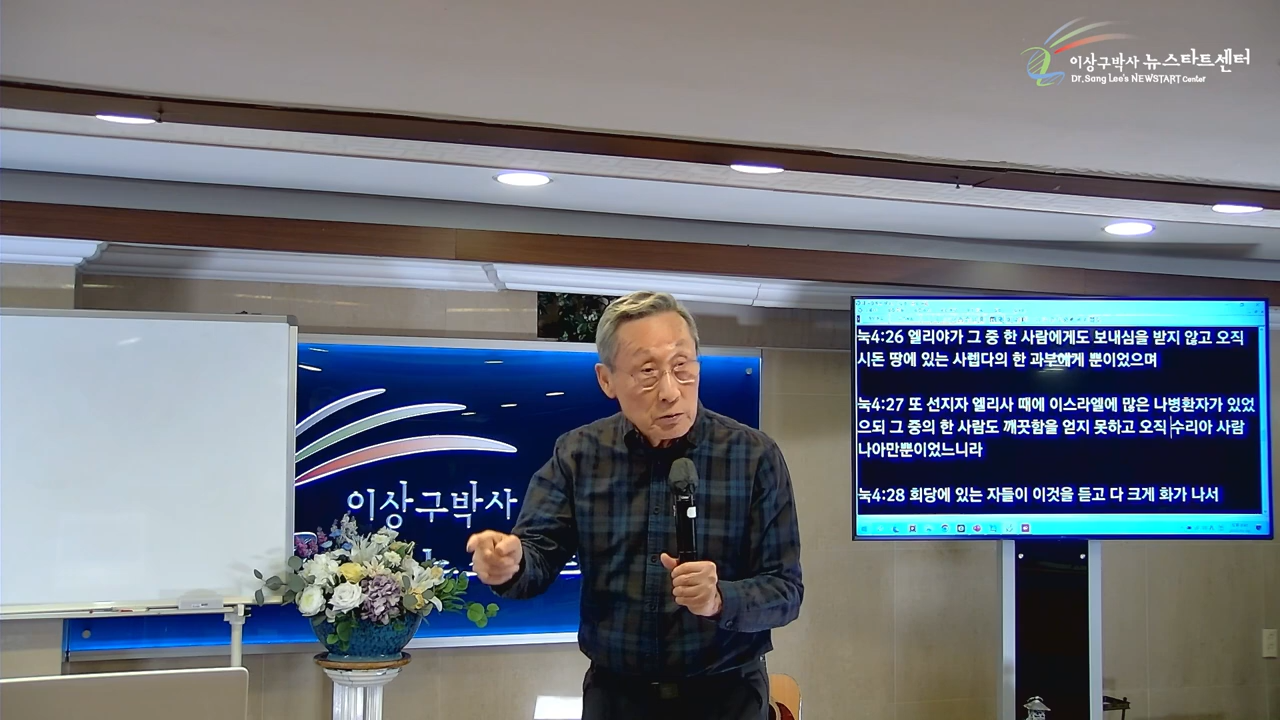 이상구박사 뉴스타트센터
Dr. Sang Lee's NEWSTART Center
이상구박사
눅4:26 엘리야가 그 중 한 사람에게도 보내심을 받지 않고 오직
시돈 땅에 있는 사렙다의 한 과부에게 뿐이었으며
눅4:27 또 선지자 엘리사 때에 이스라엘에 많은 나병환자가 있었
으되 그 중의 한 사람도 깨끗함을 얻지 못하고 오직 수리아 사람
나아만뿐이었느니라
눅4:28 회당에 있는 자들이 이것을 듣고 다 크게 화가 나서